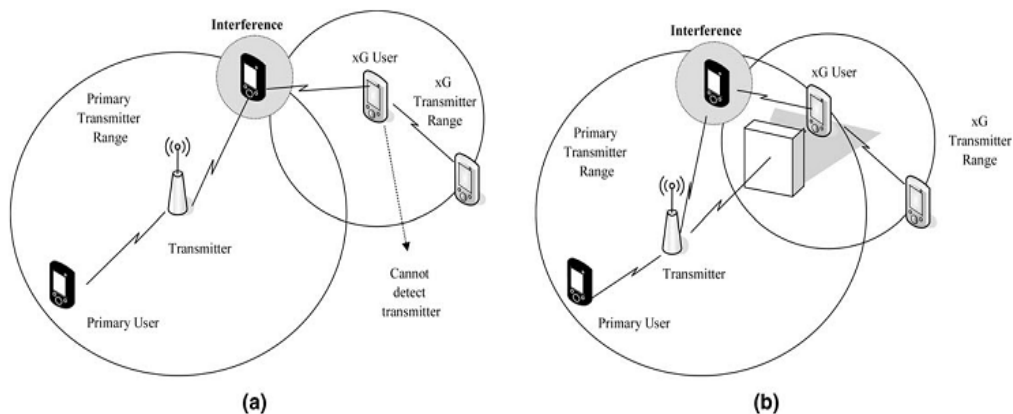 Interference
xG User
Primary
Transmitter
Range
xG
Transmitter
Range
Transmitter
Cannot
detect
transmitter
Primary User
(a)
Interference
xG User
Primary
Transmitter
Range
xG
Transmitter
Range
Transmitter
Primary User
(b)